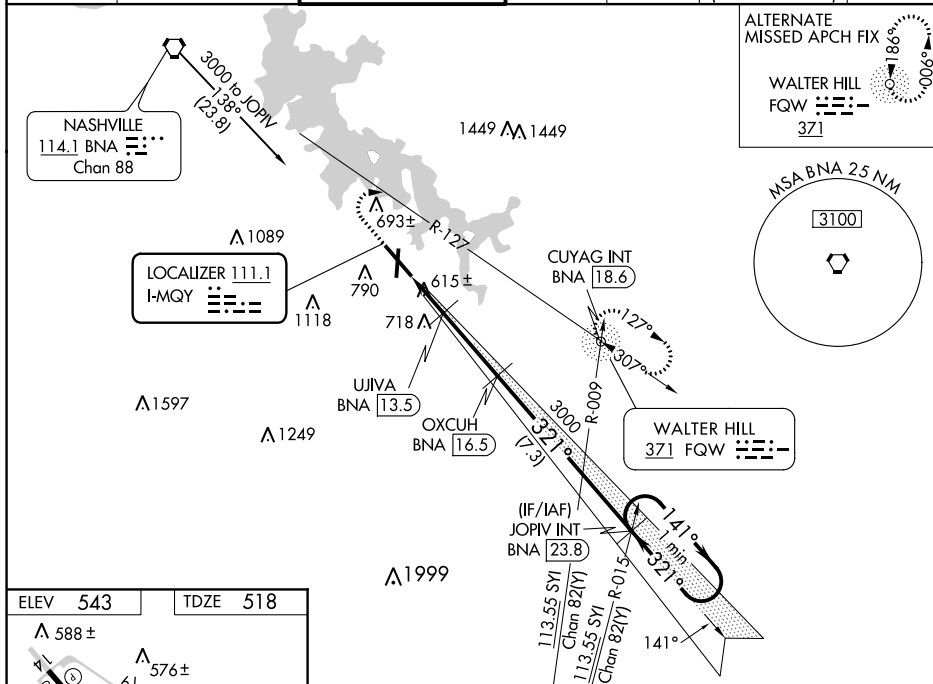 ALTERNATE
MISSED APCH FIX
186°
006°
WALTER HILL
FQW
371
3000 to JOPIV
138°
(23.8)
NASHVILLE
114.1 BNA
Chan 88
1449 1449
MSA BNA 25 NM
3100
693±
R-127
1089
LOCALIZER 111.1
I-MQY
790
615±
1118
718
CUYAG INT
BNA 18.6
127°
307°
UJIVA
BNA 13.5
OXCUH
BNA 16.5
1597
1249
3000
321°
(7.3)
R-009
WALTER HILL
371 FQW
(IF/IAF)
JOPIV INT
BNA 23.8
141°
1 min
321°
1999
113.55 SYI
Chan 82(Y)
113.55 SYI
Chan 82(Y)
R-015
141°
ELEV 543
TDZE 518
588±
576±